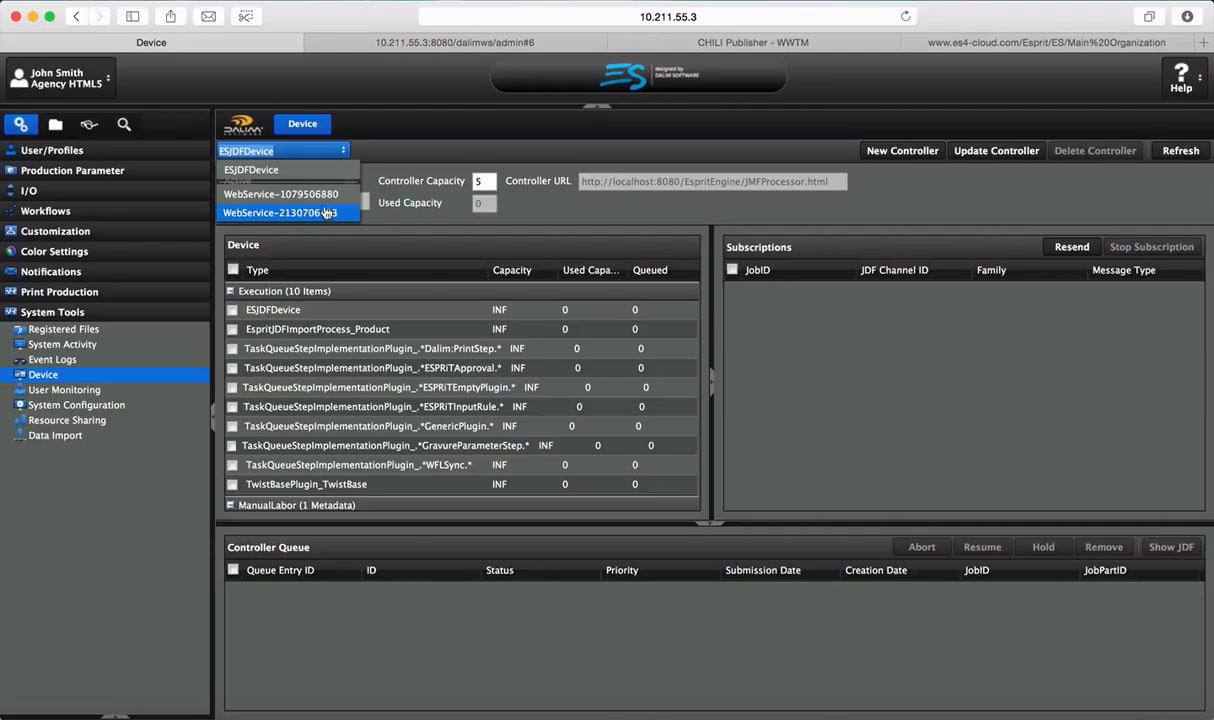 10.211.55.3
Device
10.211.55.3:8080/dalimws/admin#6
CHILI Publisher - WWTM
www.es4-cloud.com/Esprit/ES/Main%20Organization
John Smith
Agency HTML5
ES designed by
DALIM SOFTWARE
?
Help
DALIM
SOFTWARE
Device
User/Profiles
Production Parameter
I/O
Workflows
Customization
Color Settings
Notifications
Print Production
System Tools
Registered Files
System Activity
Event Logs
Device
User Monitoring
System Configuration
Resource Sharing
Data Import
ESJDFDevice
ESJDFDevice
WebService-1079506880
New Controller
Update Controller
Delete Controller
Refresh
Controller Capacity 5
Controller URL http://localhost:8080/EspritEngine/JMFProcessor.html
Used Capacity 0
Device
Type Capacity Used Capa... Queued
Execution (10 Items)
ESJDFDevice INF 0 0
EspritJDFImportProcess_Product INF 0 0
TaskQueueStepImplementationPlugin_.*Dalim:PrintStep.* INF 0 0
TaskQueueStepImplementationPlugin_.*ESPRiTApproval.* INF 0 0
TaskQueueStepImplementationPlugin_.*ESPRiTEmptyPlugin.* INF 0 0
TaskQueueStepImplementationPlugin_.*ESPRiTInputRule.* INF 0 0
TaskQueueStepImplementationPlugin_.*GenericPlugin.* INF 0 0
TaskQueueStepImplementationPlugin_.*GravureParameterStep.* INF 0 0
TaskQueueStepImplementationPlugin_.*WFLSync.* INF 0 0
TwistBasePlugin_TwistBase INF 0 0
ManualLabor (1 Metadata)
Subscriptions
Resend
Stop Subscription
JobID JDF Channel ID Family Message Type
Controller Queue
Abort
Resume
Hold
Remove
Show JDF
Queue Entry ID ID Status Priority Submission Date Creation Date JobID JobPartID